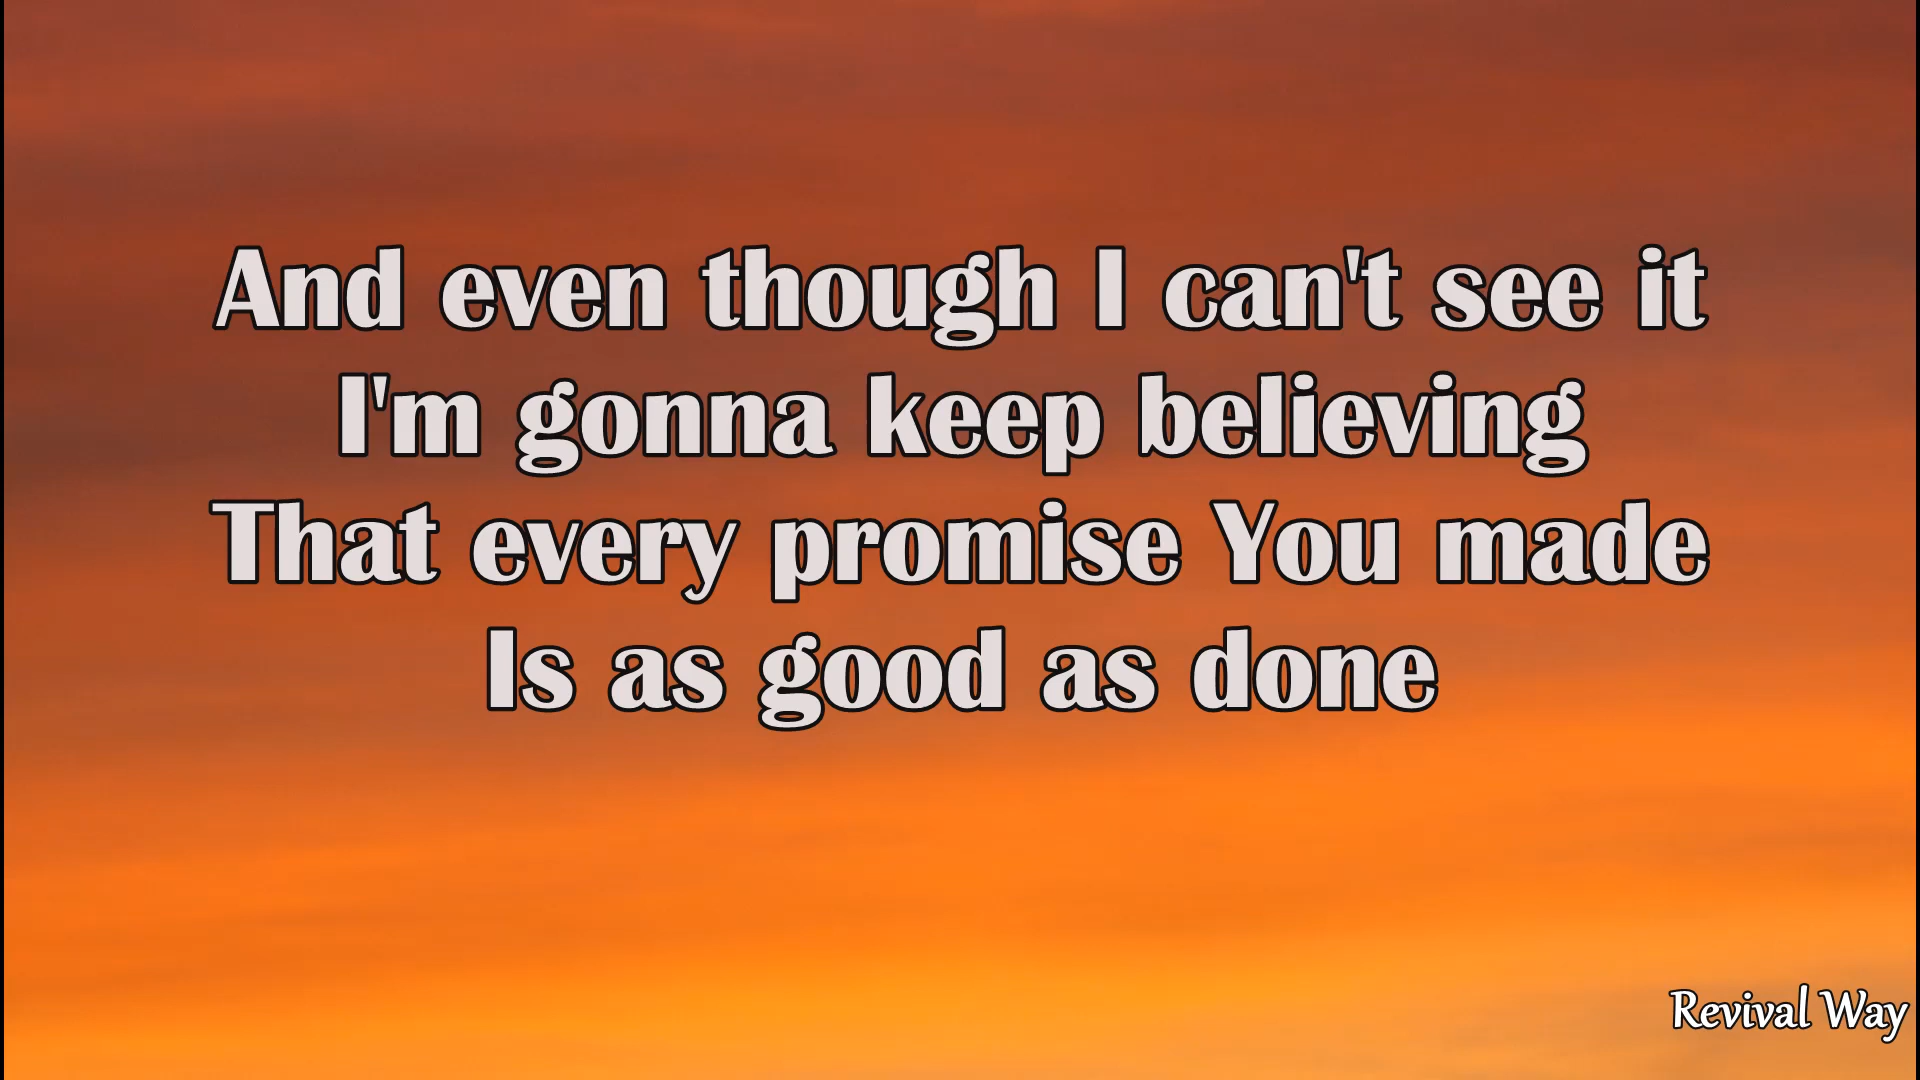 And even though I can't see it
I'm gonna keep believing
That every promise You made
Is as good as done
Revival Way